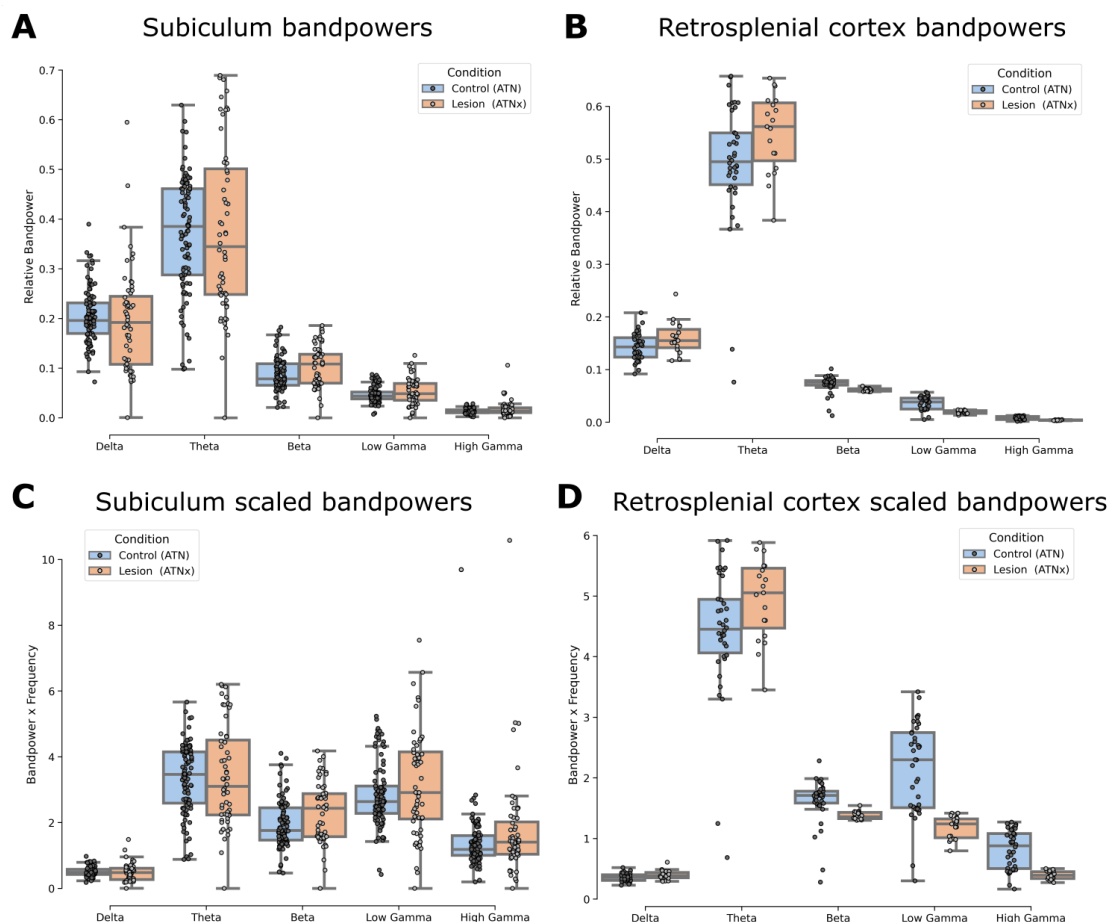 A
Subiculum bandpowers
Condition
Control (ATN)
Lesion (ATNx)
Relative Bandpower
0.7
0.6
0.5
0.4
0.3
0.2
0.1
0.0
Delta Theta Beta Low Gamma High Gamma
B
Retrosplenial cortex bandpowers
Condition
Control (ATN)
Lesion (ATNx)
Relative Bandpower
0.6
0.5
0.4
0.3
0.2
0.1
0.0
Delta Theta Beta Low Gamma High Gamma
C
Subiculum scaled bandpowers
Condition
Control (ATN)
Lesion (ATNx)
Bandpower x Frequency
10
8
6
4
2
0
Delta Theta Beta Low Gamma High Gamma
D
Retrosplenial cortex scaled bandpowers
Condition
Control (ATN)
Lesion (ATNx)
Bandpower x Frequency
6
5
4
3
2
1
0
Delta Theta Beta Low Gamma High Gamma